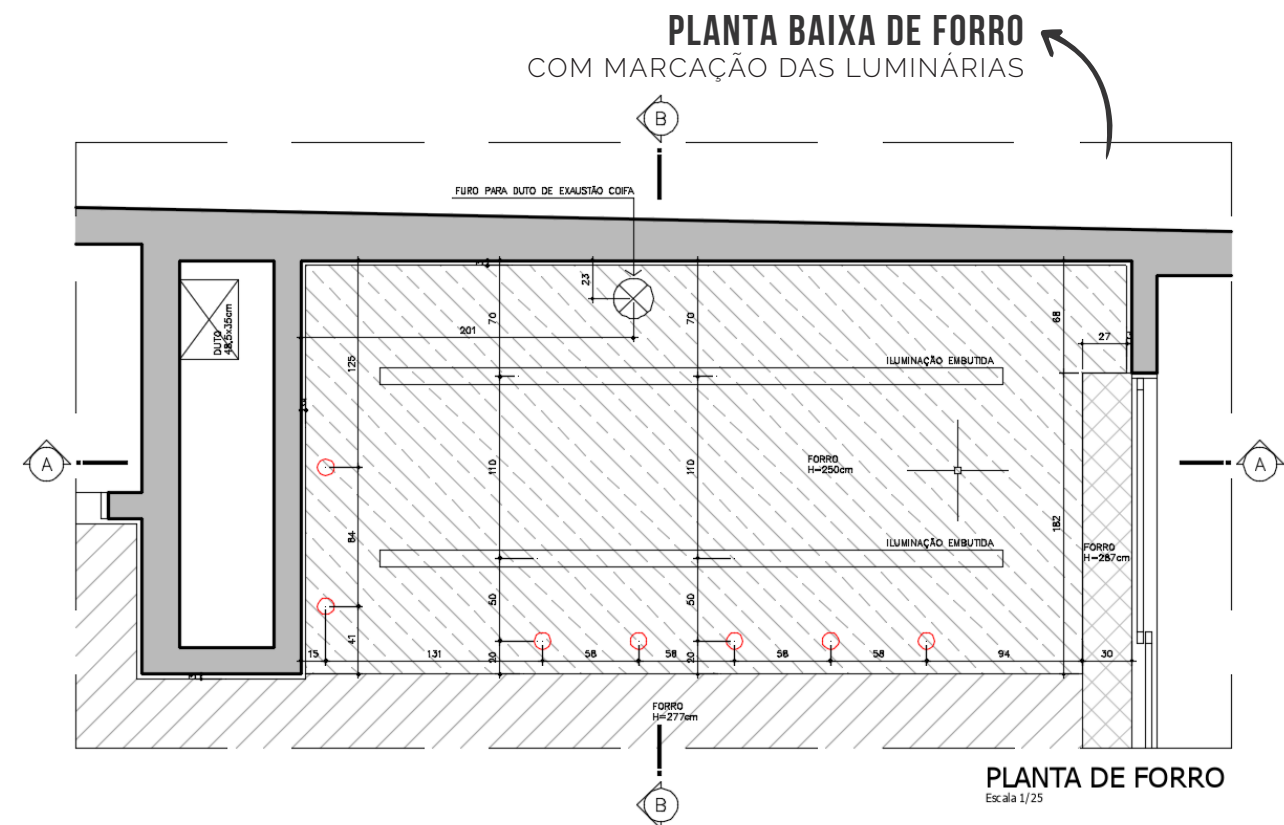 PLANTA BAIXA DE FORRO
COM MARCAÇÃO DAS LUMINÁRIAS
B
FURO PARA DUTO DE EXAUSTÃO COIFA
23
70
70
68
201
27
DUTO
48,5x35cm
125
ILUMINAÇÃO EMBUTIDA
A
110
110
FORRO
H=250cm
A
182
84
ILUMINAÇÃO EMBUTIDA
FORRO
H=267cm
50
50
41
20
20
15
131
58
58
58
58
94
30
FORRO
H=277cm
B
PLANTA DE FORRO
Escala 1/25